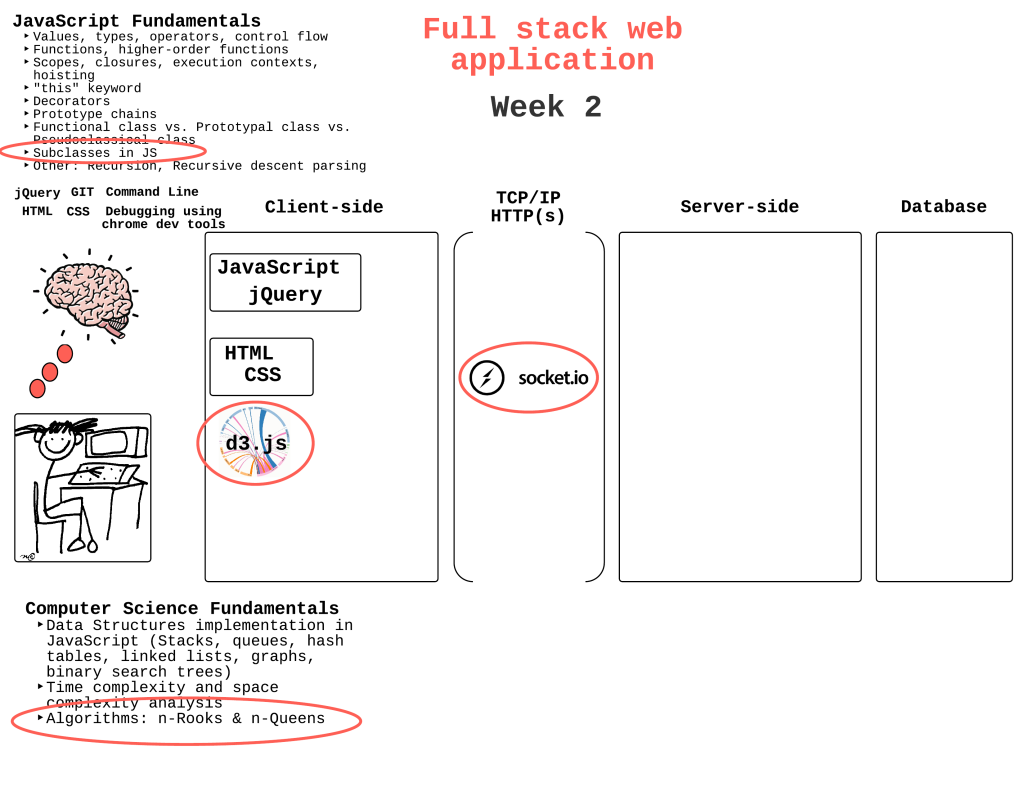 JavaScript Fundamentals
‣Values, types, operators, control flow
‣Functions, higher-order functions
‣Scopes, closures, execution contexts,
hoisting
‣"this" keyword
‣Decorators
‣Prototype chains
‣Functional class vs. Prototypal class vs.
Pseudoclassical class
‣Subclasses in JS
‣Other: Recursion, Recursive descent parsing
Full stack web
application
Week 2
jQuery GIT Command Line
HTML CSS Debugging using
chrome dev tools
Client-side
TCP/IP
HTTP(s)
Server-side
Database
JavaScript
jQuery
HTML
CSS
d3.js
socket.io
Computer Science Fundamentals
‣Data Structures implementation in
JavaScript (Stacks, queues, hash
tables, linked lists, graphs,
binary search trees)
‣Time complexity and space
complexity analysis
‣Algorithms: n-Rooks & n-Queens